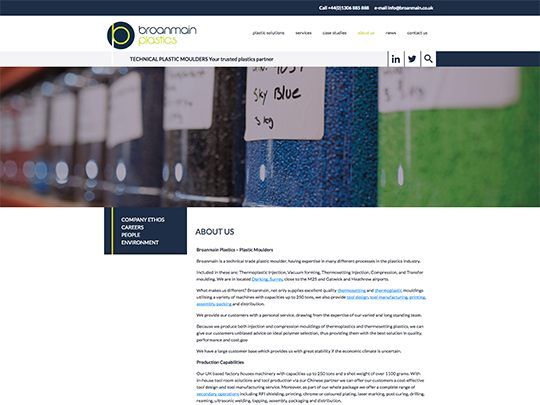 Call +44(0)1306 885 888 e-mail info@broanmain.co.uk
broanmain
plastics
plastic solutions services case studies about us news contact us
TECHNICAL PLASTIC MOULDERS Your trusted plastics partner
SKY BLUE
3 kg
COMPANY ETHOS
CAREERS
PEOPLE
ENVIRONMENT
ABOUT US
Broanmain Plastics – Plastic Moulders
Broanmain is a technical trade plastic moulder, having expertise in many different processes in the plastics industry.
Included in these are: Thermoplastic Injection, Vacuum forming, Thermosetting Injection, Compression, and Transfer
moulding. We are in located Dorking, Surrey, close to the M25 and Gatwick and Heathrow airports.
What makes us different? Broanmain, not only supplies excellent quality thermosetting and thermoplastic mouldings
utilising a variety of machines with capacities up to 250 tons, we also provide tool design, tool manufacturing, printing,
assembly, packing and distribution.
We provide our customers with a personal service, drawing from the expertise of our varied and long standing team.
Because we produce both injection and compression mouldings of thermoplastics and thermosetting plastics, we can
give our customers unbiased advice on ideal polymer selection, thus providing them with the best solution in quality,
performance and cost.gov
We have a large customer base which provides us with great stability if the economic climate is uncertain.
Production Capabilities
Our UK based factory houses machinery with capacities up to 250 tons and a shot weight of over 1100 grams. With
in-house tool room solutions and tool production via our Chinese partner we can offer our customers a cost-effective
tool design and tool manufacturing service. Moreover, as part of our whole package we offer a complete range of
secondary operations including RFI shielding, printing, chrome or coloured plating, laser marking, post curing, drilling,
reaming, ultrasonic welding, tapping, assembly, packaging and distribution.